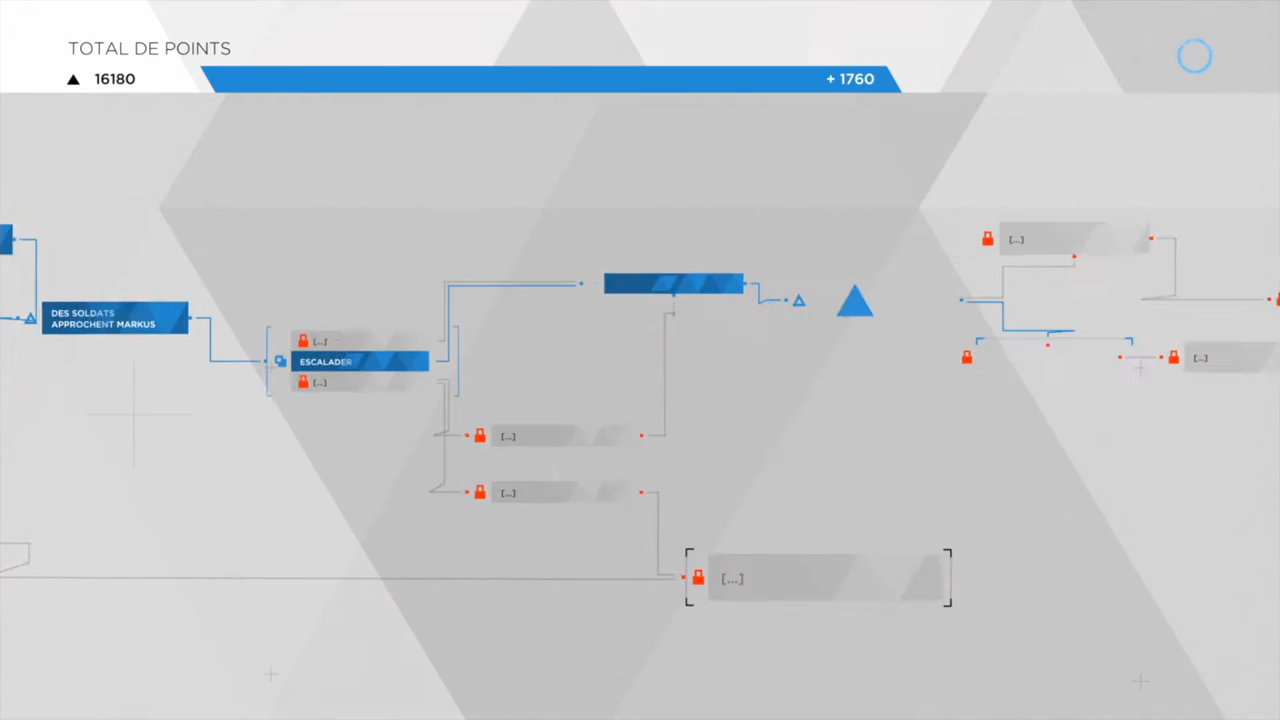 TOTAL DE POINTS
16180
+ 1760
[...]
DES SOLDATS
APPROCHENT MARKUS
[...]
ESCALADER
[...]
[...]
[...]
[...]
[...]